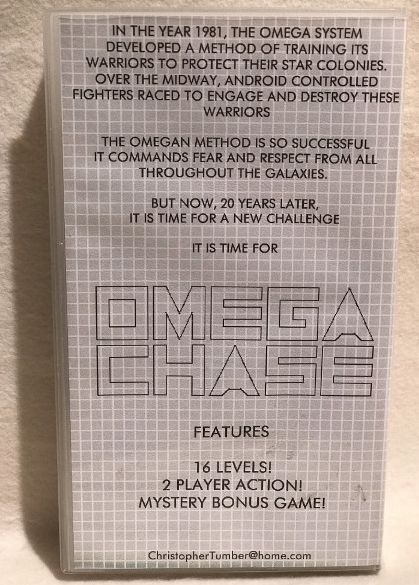 IN THE YEAR 1981, THE OMEGA SYSTEM
DEVELOPED A METHOD OF TRAINING ITS
WARRIORS TO PROTECT THEIR STAR COLONIES.
OVER THE MIDWAY, ANDROID CONTROLLED
FIGHTERS RACED TO ENGAGE AND DESTROY THESE
WARRIORS
THE OMEGAN METHOD IS SO SUCCESSFUL
IT COMMANDS FEAR AND RESPECT FROM ALL
THROUGHOUT THE GALAXIES.
BUT NOW, 20 YEARS LATER,
IT IS TIME FOR A NEW CHALLENGE
IT IS TIME FOR
OMEGA
CHASE
FEATURES
16 LEVELS!
2 PLAYER ACTION!
MYSTERY BONUS GAME!
ChristopherTumber@home.com